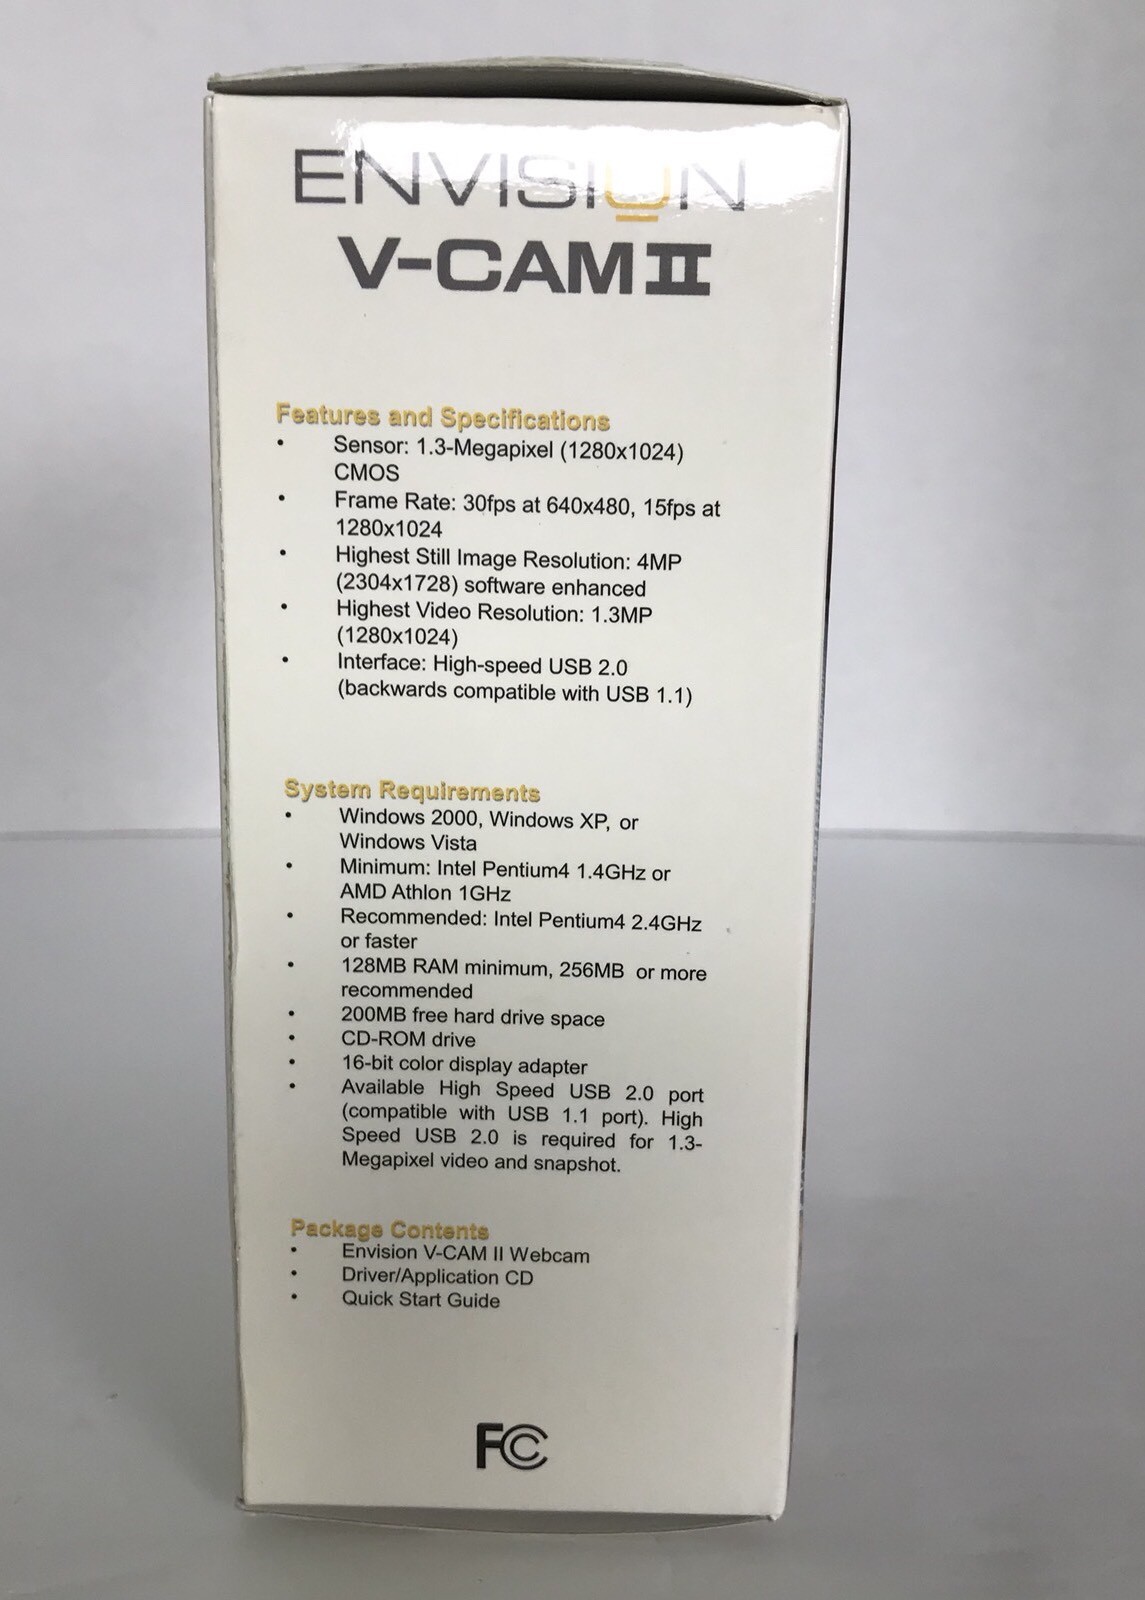 ENVISION
V-CAM II
Features and Specifications
• Sensor: 1.3-Megapixel (1280x1024)
CMOS
• Frame Rate: 30fps at 640x480, 15fps at
1280x1024
• Highest Still Image Resolution: 4MP
(2304x1728) software enhanced
• Highest Video Resolution: 1.3MP
(1280x1024)
• Interface: High-speed USB 2.0
(backwards compatible with USB 1.1)
System Requirements
• Windows 2000, Windows XP, or
Windows Vista
• Minimum: Intel Pentium4 1.4GHz or
AMD Athlon 1GHz
• Recommended: Intel Pentium4 2.4GHz
or faster
• 128MB RAM minimum, 256MB or more
recommended
• 200MB free hard drive space
• CD-ROM drive
• 16-bit color display adapter
• Available High Speed USB 2.0 port
(compatible with USB 1.1 port). High
Speed USB 2.0 is required for 1.3-
Megapixel video and snapshot.
Package Contents
• Envision V-CAM II Webcam
• Driver/Application CD
• Quick Start Guide
FC